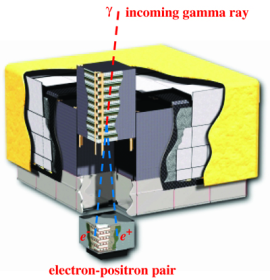 γ incoming gamma ray
e⁻ e⁺
electron-positron pair